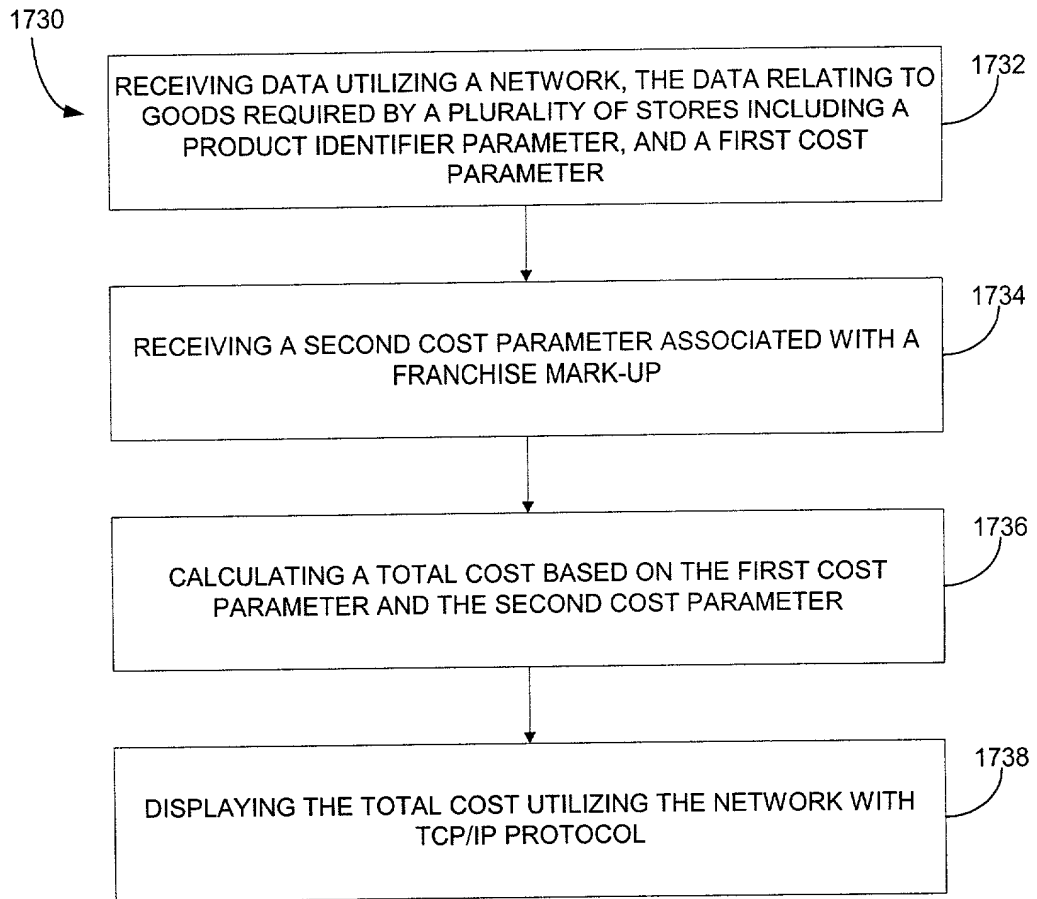 1730
RECEIVING DATA UTILIZING A NETWORK, THE DATA RELATING TO
GOODS REQUIRED BY A PLURALITY OF STORES INCLUDING A
PRODUCT IDENTIFIER PARAMETER, AND A FIRST COST
PARAMETER
1732
RECEIVING A SECOND COST PARAMETER ASSOCIATED WITH A
FRANCHISE MARK-UP
1734
CALCULATING A TOTAL COST BASED ON THE FIRST COST
PARAMETER AND THE SECOND COST PARAMETER
1736
DISPLAYING THE TOTAL COST UTILIZING THE NETWORK WITH
TCP/IP PROTOCOL
1738